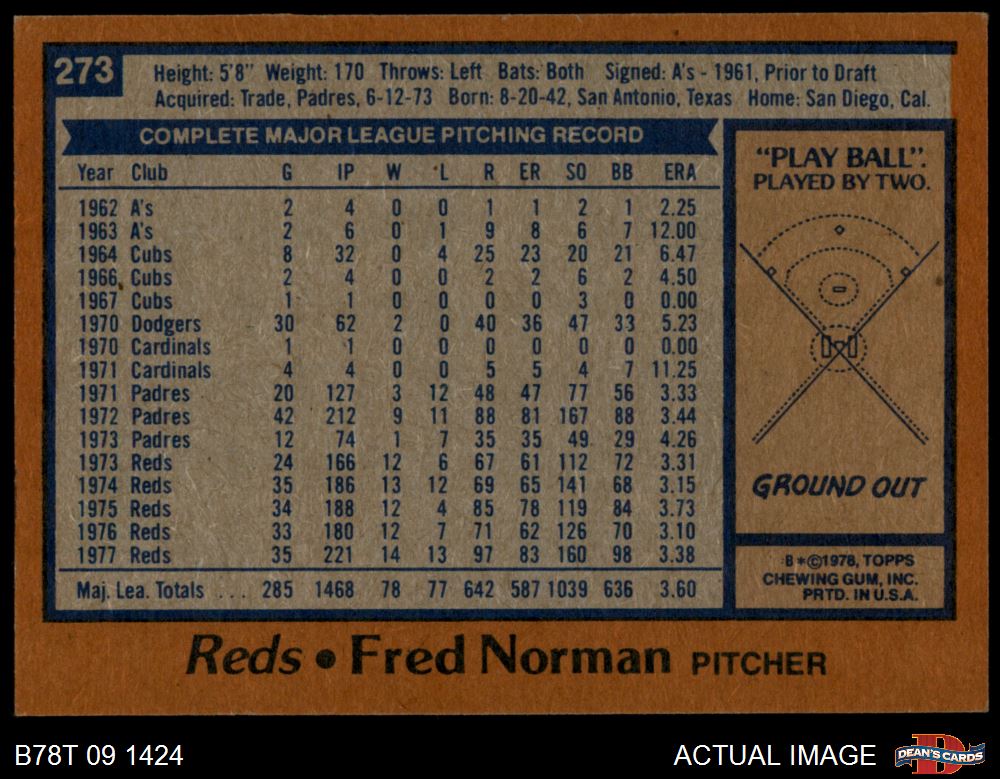 273
Height: 5'8" Weight: 170 Throws: Left Bats: Both Signed: A's - 1961, Prior to Draft
Acquired: Trade, Padres, 6-12-73 Born: 8-20-42, San Antonio, Texas Home: San Diego, Cal.
COMPLETE MAJOR LEAGUE PITCHING RECORD
Year Club G IP W L R ER SO BB ERA
1962 A's 2 4 0 0 1 1 2 1 2.25
1963 A's 2 6 0 1 9 8 6 7 12.00
1964 Cubs 8 32 0 4 25 23 20 21 6.47
1966 Cubs 2 4 0 0 2 2 6 2 4.50
1967 Cubs 1 1 0 0 0 0 3 0 0.00
1970 Dodgers 30 62 2 0 40 36 47 33 5.23
1970 Cardinals 1 1 0 0 0 0 0 0 0.00
1971 Cardinals 4 4 0 0 5 5 4 7 11.25
1971 Padres 20 127 3 12 48 47 77 56 3.33
1972 Padres 42 212 9 11 88 81 167 88 3.44
1973 Padres 12 74 1 7 35 35 49 29 4.26
1973 Reds 24 166 12 6 67 61 112 72 3.31
1974 Reds 35 186 13 12 69 65 141 68 3.15
1975 Reds 34 188 12 4 85 78 119 84 3.73
1976 Reds 33 180 12 7 71 62 126 70 3.10
1977 Reds 35 221 14 13 97 83 160 98 3.38
Maj. Lea. Totals ... 285 1468 78 77 642 587 1039 636 3.60
"PLAY BALL".
PLAYED BY TWO.
GROUND OUT
B*©1978, TOPPS
CHEWING GUM, INC.
PRTD. IN U.S.A.
Reds • Fred Norman PITCHER
B78T 09 1424
ACTUAL IMAGE
DEAN'S CARDS